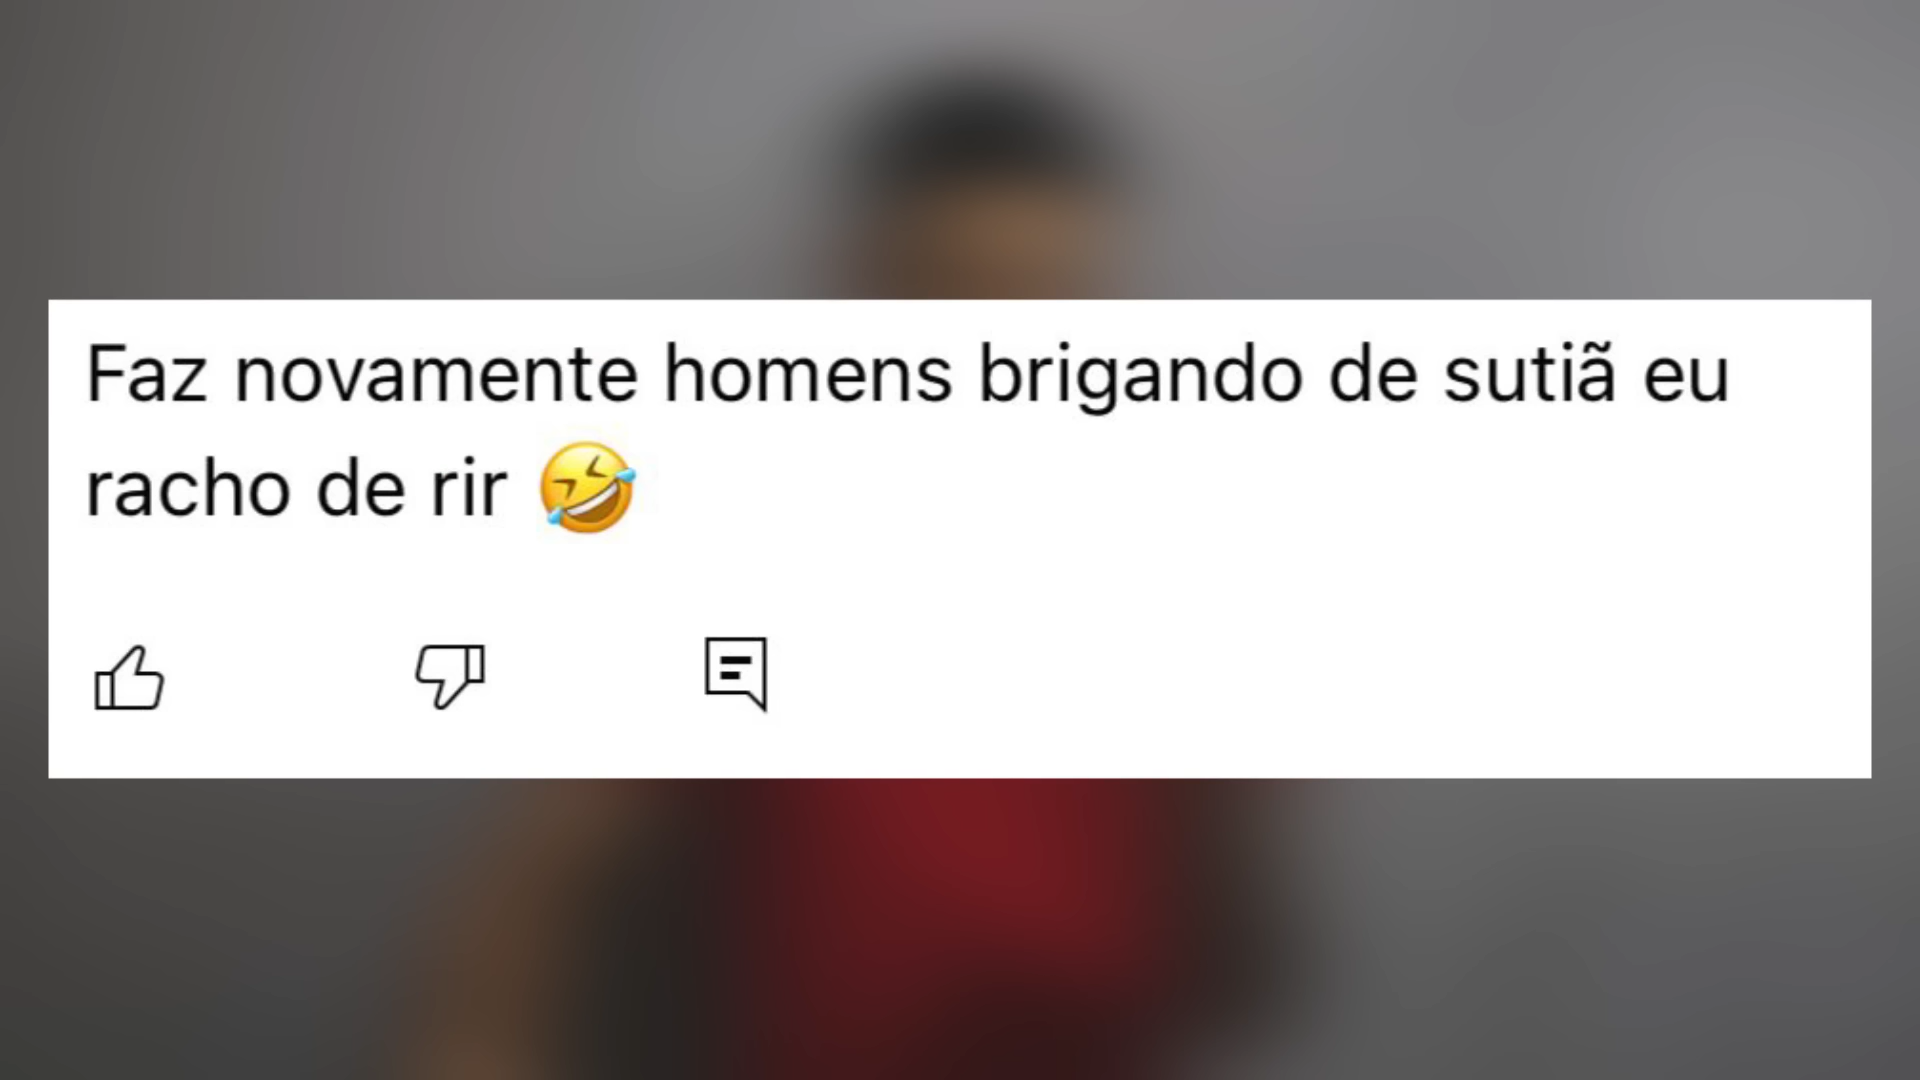 Faz novamente homens brigando de sutiã eu
racho de rir 🤣